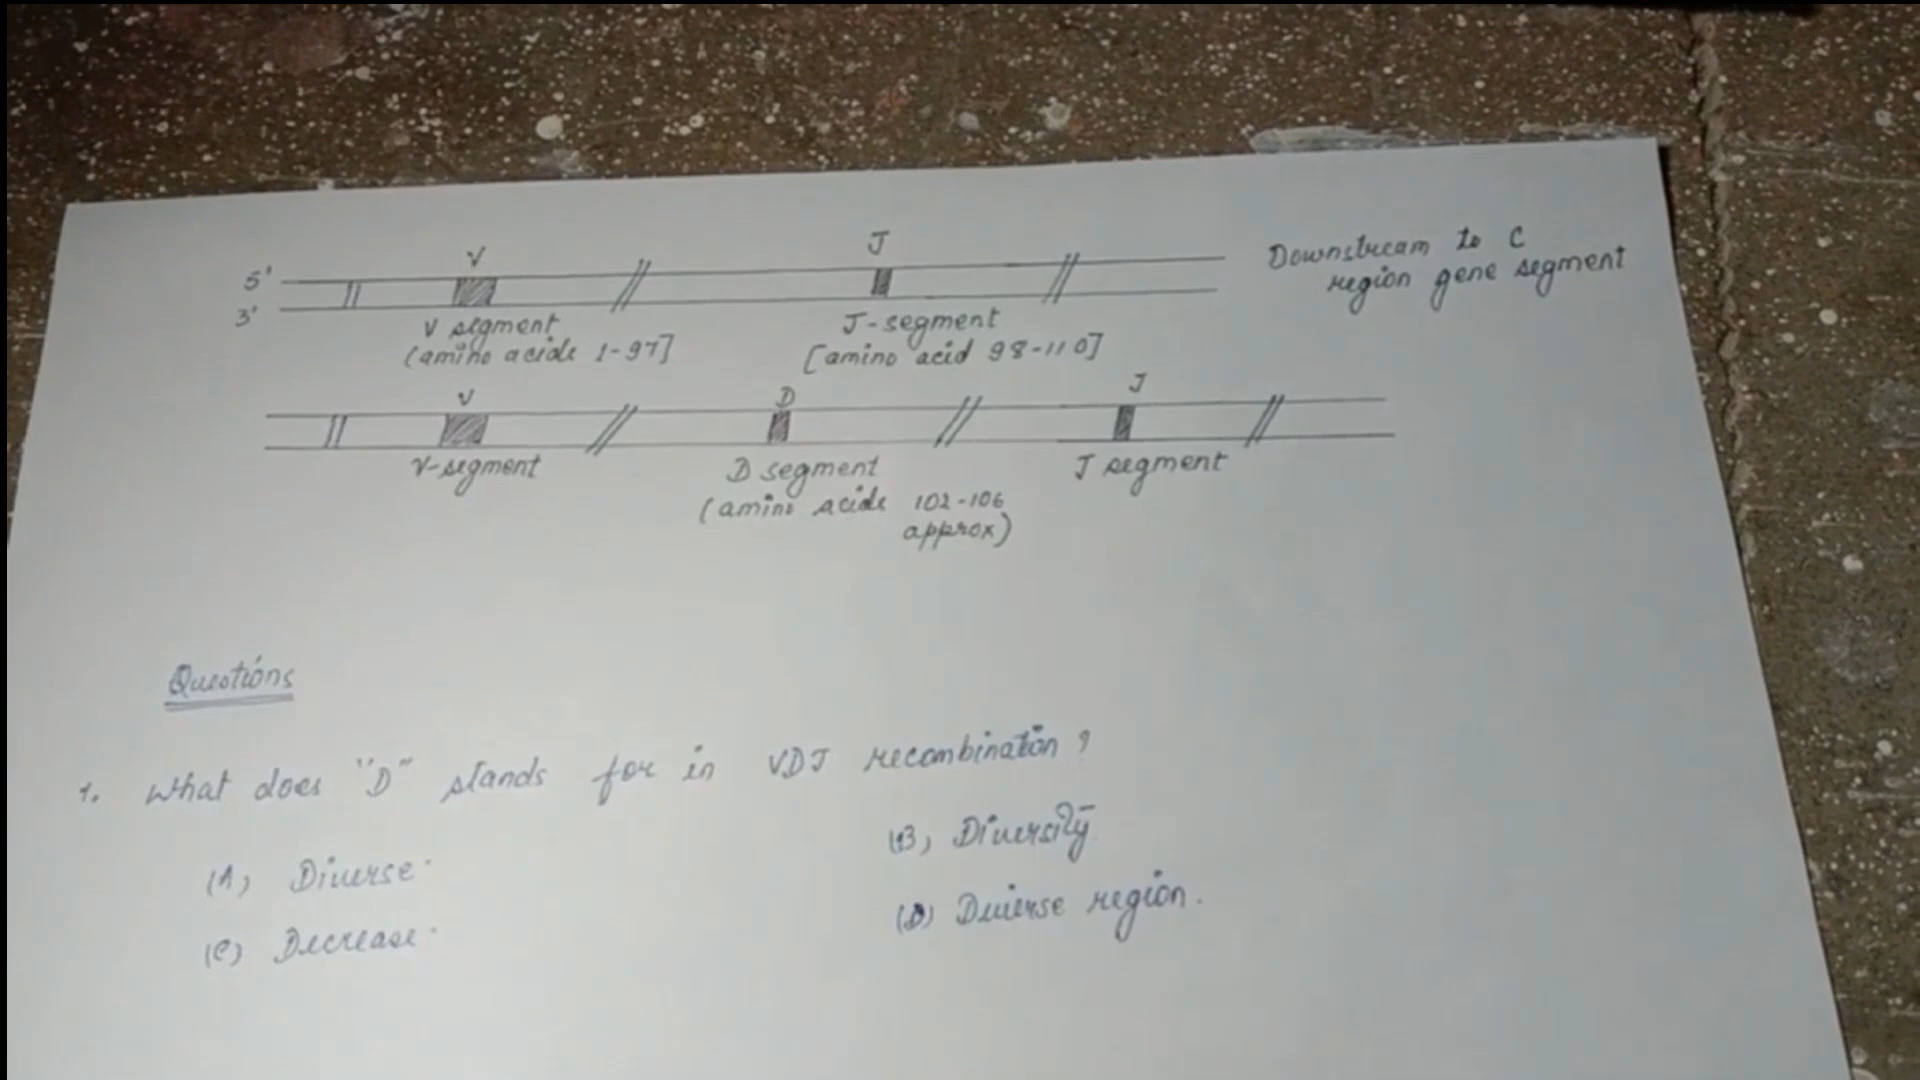 V J
5'
3'
Downstream to C
region gene segment
V segment
(amino acids 1-97]
J-segment
[amino acid 98-110]
V D J
V-segment
D segment
(amino acids 102-106
approx)
J segment
Questions
1. What does "D" stands for in VDJ recombination?
(A) Diverse.
(B) Diversity.
(C) Decrease.
(D) Diverse region.